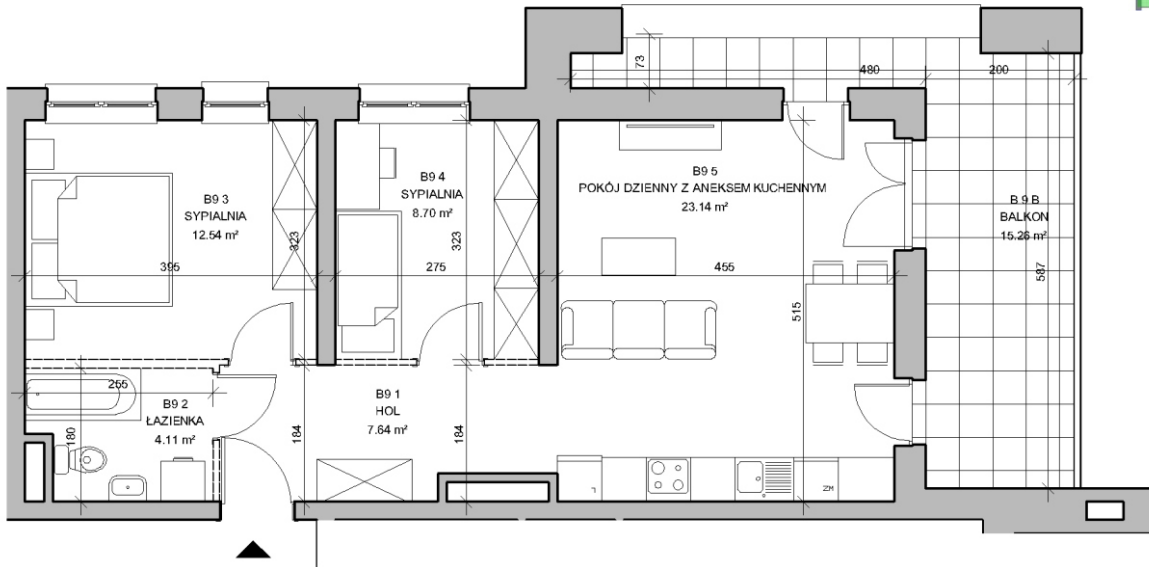 73
480
200
B9 3
SYPIALNIA
12.54 m²
323
395
B9 4
SYPIALNIA
8.70 m²
323
275
B9 5
POKÓJ DZIENNY Z ANEKSEM KUCHENNYM
23.14 m²
455
515
B 9 B
BALKON
15.26 m²
587
255
B9 2
ŁAZIENKA
4.11 m²
180
B9 1
HOL
7.64 m²
184
184
ZM